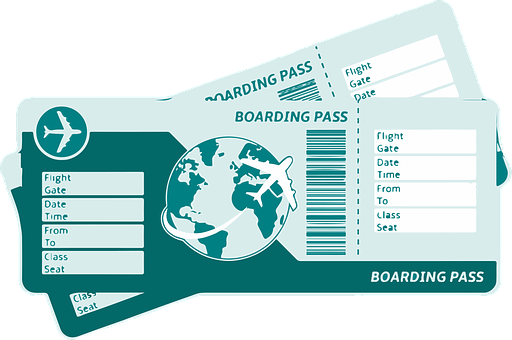 BOARDING PASS
Flight
Gate
Date
BOARDING PASS
Flight
Gate
Date
Time
From
To
Class
Seat
Flight
Gate
Date
Time
From
To
Class
Seat
BOARDING PASS
Class
Seat